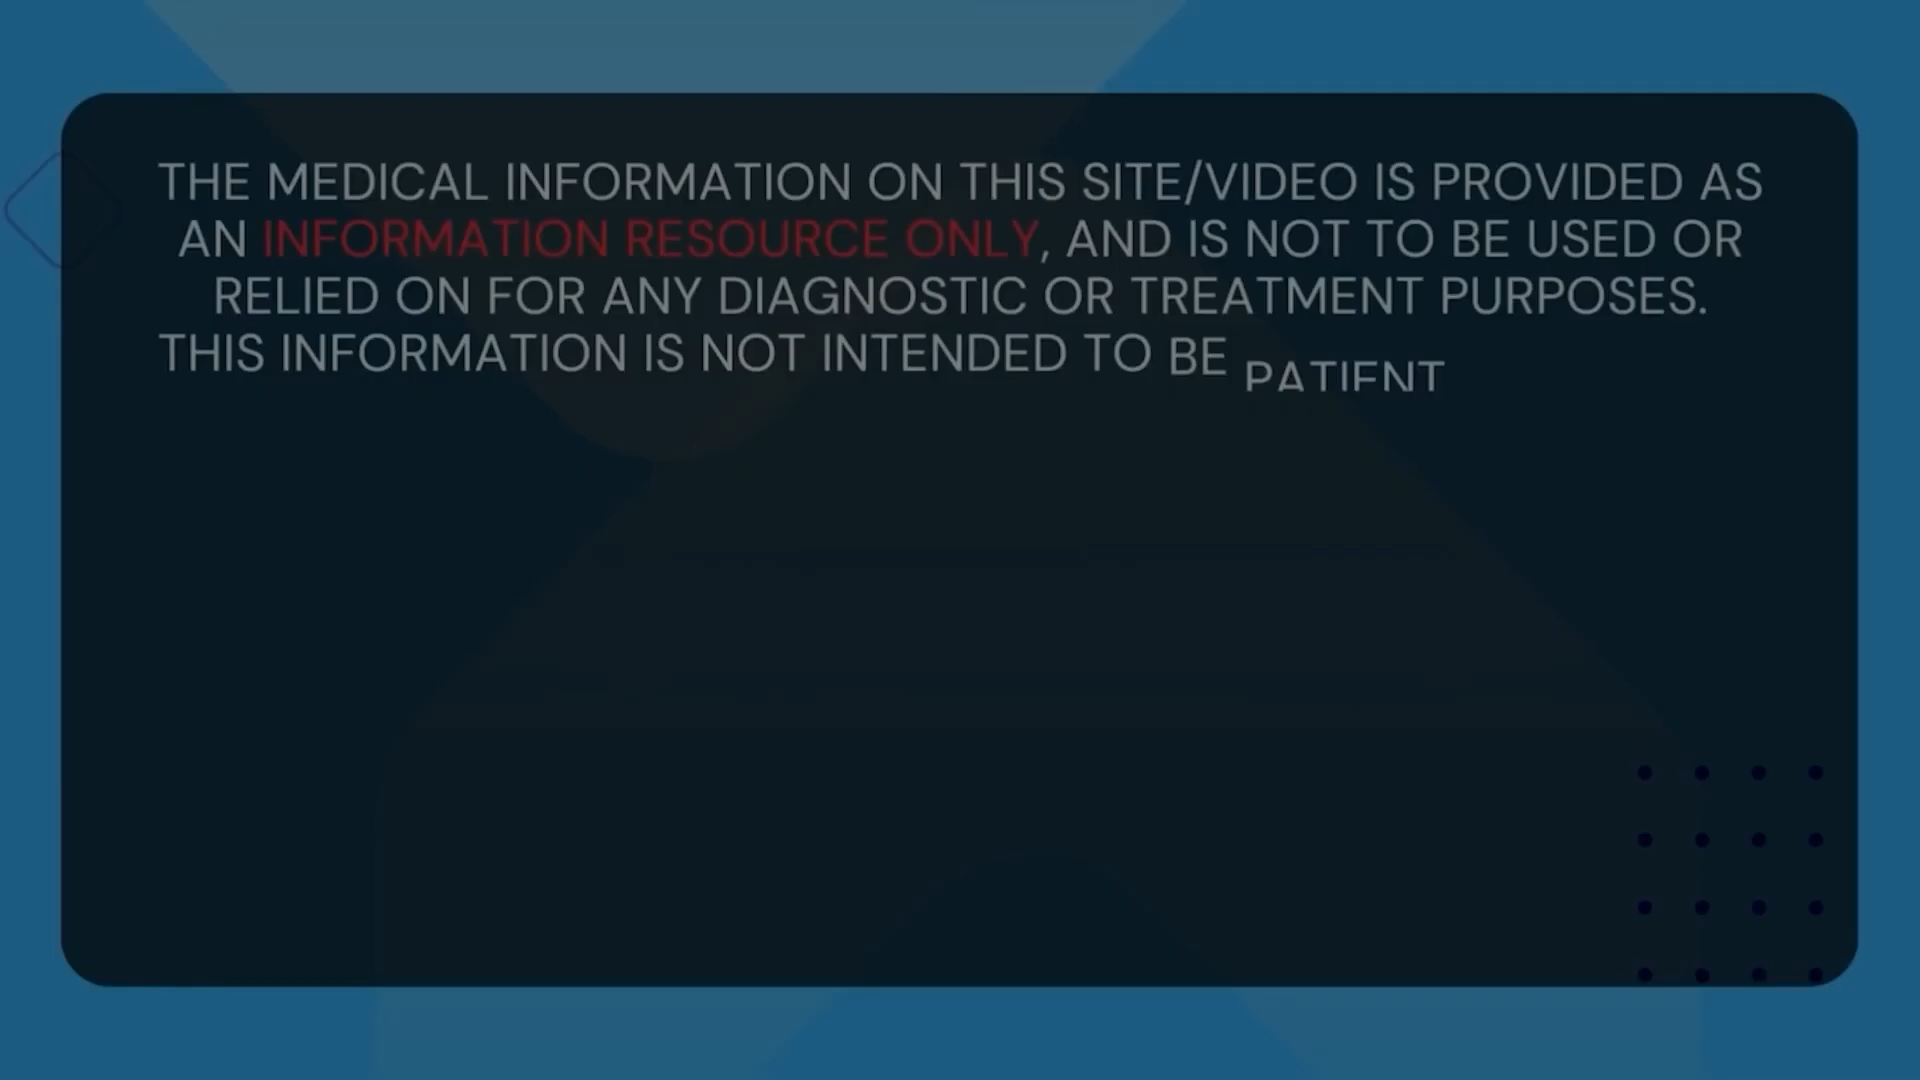 THE MEDICAL INFORMATION ON THIS SITE/VIDEO IS PROVIDED AS
AN INFORMATION RESOURCE ONLY, AND IS NOT TO BE USED OR
RELIED ON FOR ANY DIAGNOSTIC OR TREATMENT PURPOSES.
THIS INFORMATION IS NOT INTENDED TO BE PATIENT